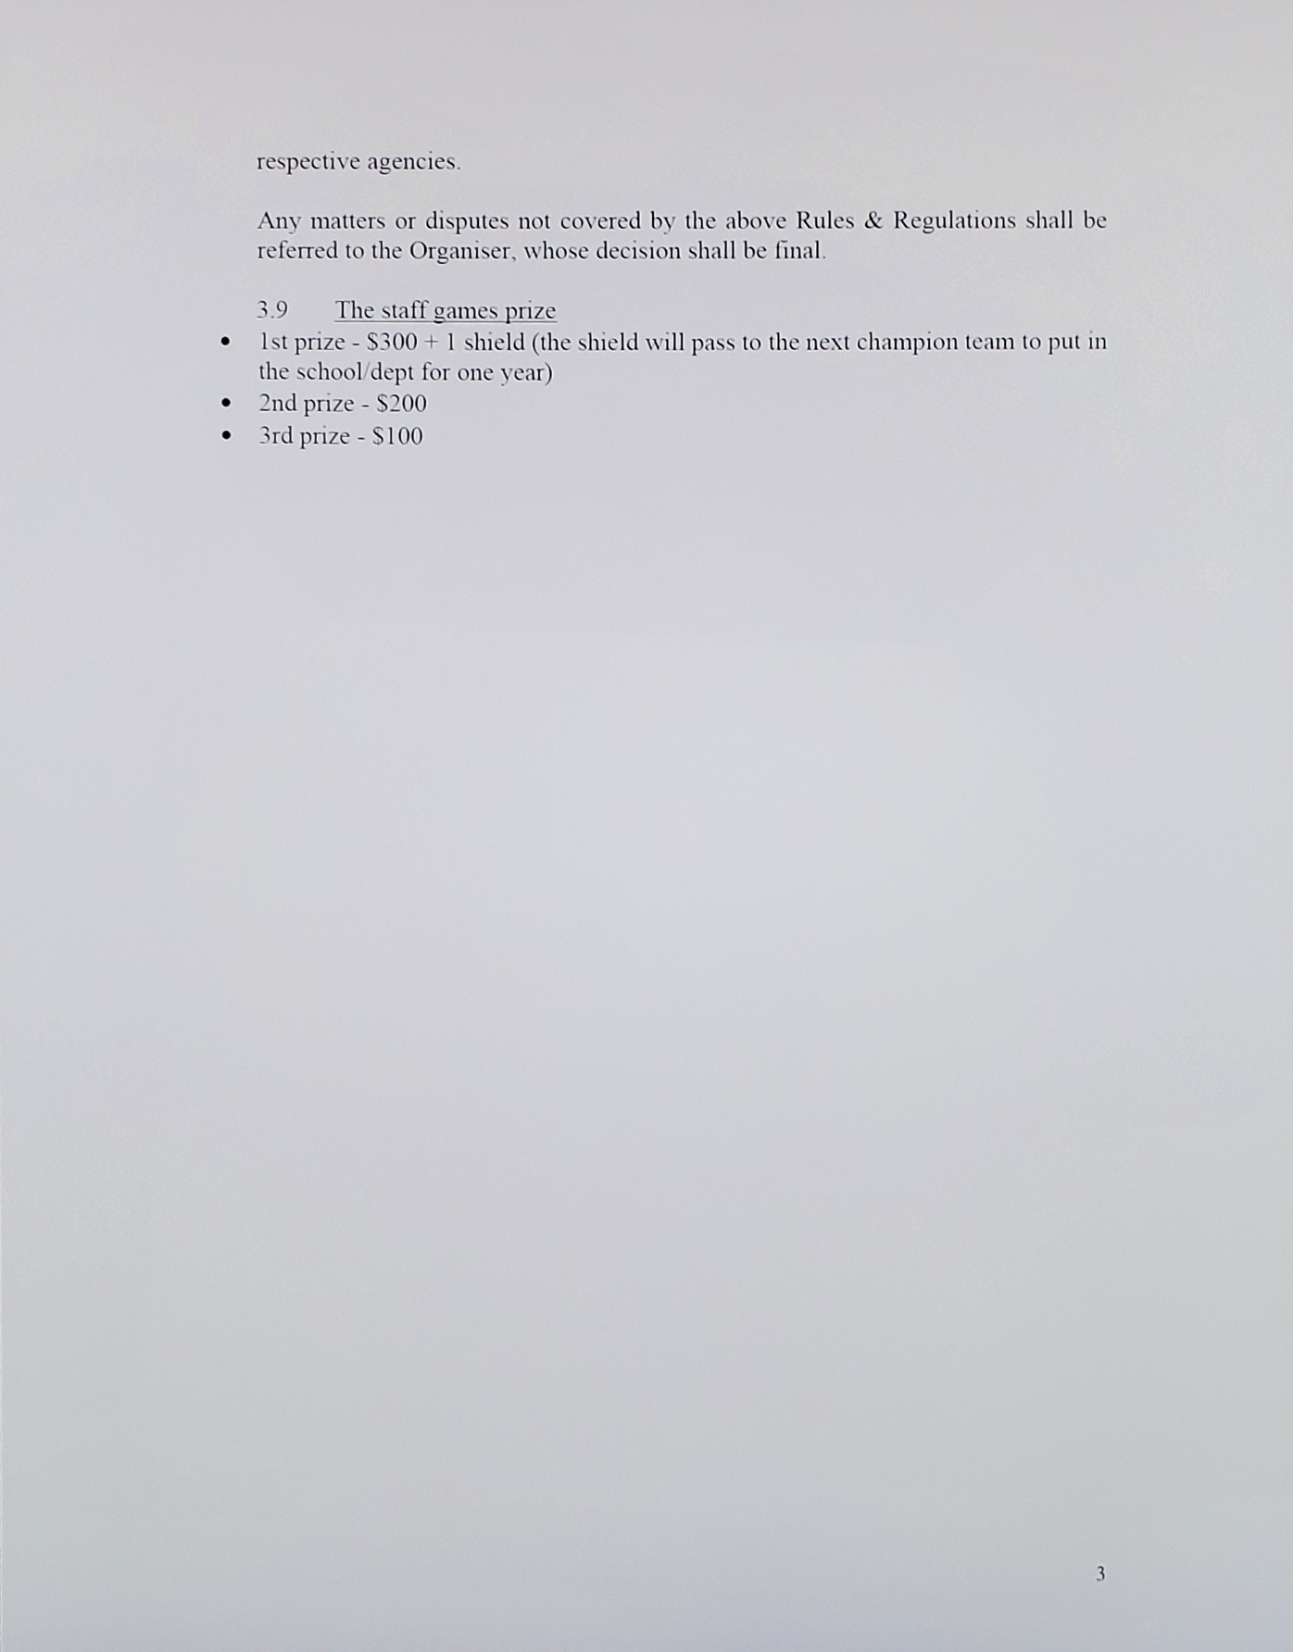 respective agencies.
Any matters or disputes not covered by the above Rules & Regulations shall be
referred to the Organiser, whose decision shall be final.
3.9 The staff games prize
• 1st prize - $300 + 1 shield (the shield will pass to the next champion team to put in
the school/dept for one year)
• 2nd prize - $200
• 3rd prize - $100
3